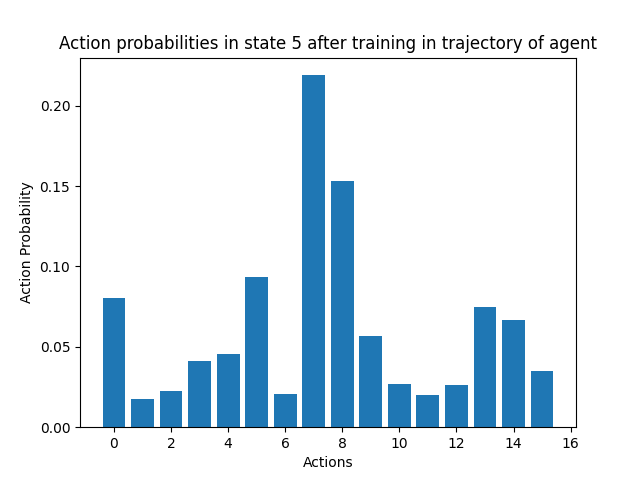 Action probabilities in state 5 after training in trajectory of agent
0.20
0.15
0.10
0.05
0.00
Action Probability
0 2 4 6 8 10 12 14 16
Actions